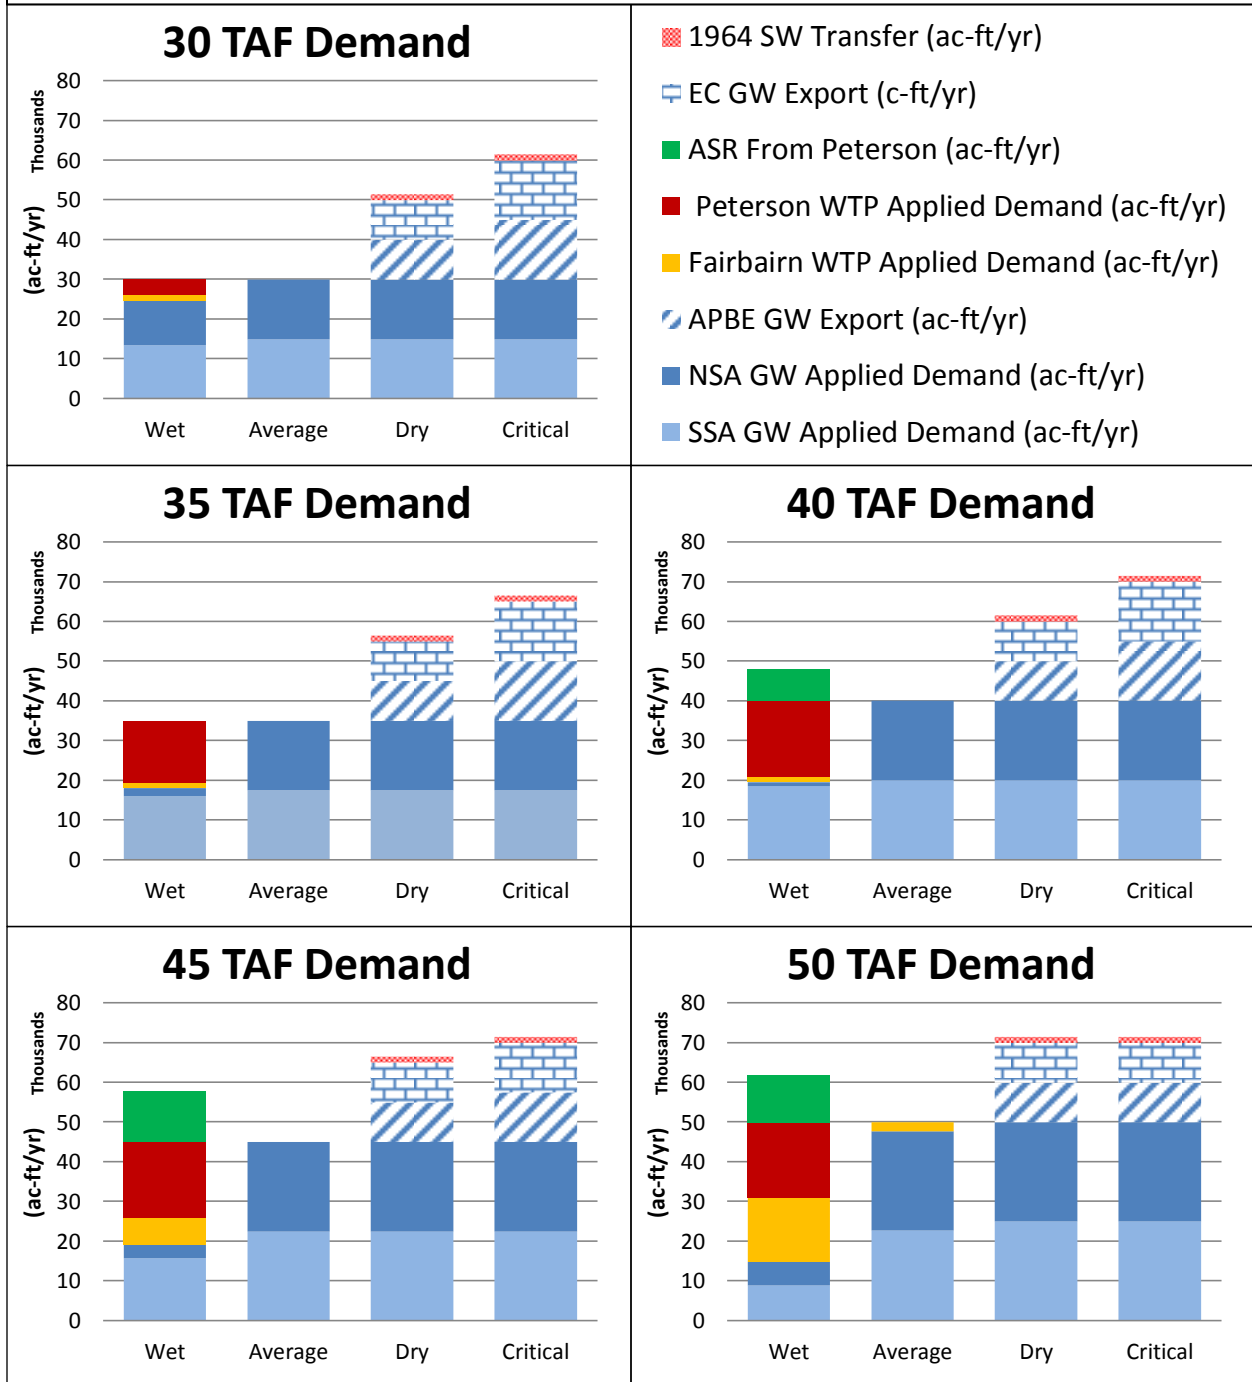 30 TAF Demand
Thousands
(ac-ft/yr)
80
70
60
50
40
30
20
10
0
Wet Average Dry Critical
1964 SW Transfer (ac-ft/yr)
EC GW Export (c-ft/yr)
ASR From Peterson (ac-ft/yr)
Peterson WTP Applied Demand (ac-ft/yr)
Fairbairn WTP Applied Demand (ac-ft/yr)
APBE GW Export (ac-ft/yr)
NSA GW Applied Demand (ac-ft/yr)
SSA GW Applied Demand (ac-ft/yr)
35 TAF Demand
Thousands
(ac-ft/yr)
80
70
60
50
40
30
20
10
0
Wet Average Dry Critical
40 TAF Demand
Thousands
(ac-ft/yr)
80
70
60
50
40
30
20
10
0
Wet Average Dry Critical
45 TAF Demand
Thousands
(ac-ft/yr)
80
70
60
50
40
30
20
10
0
Wet Average Dry Critical
50 TAF Demand
Thousands
(ac-ft/yr)
80
70
60
50
40
30
20
10
0
Wet Average Dry Critical